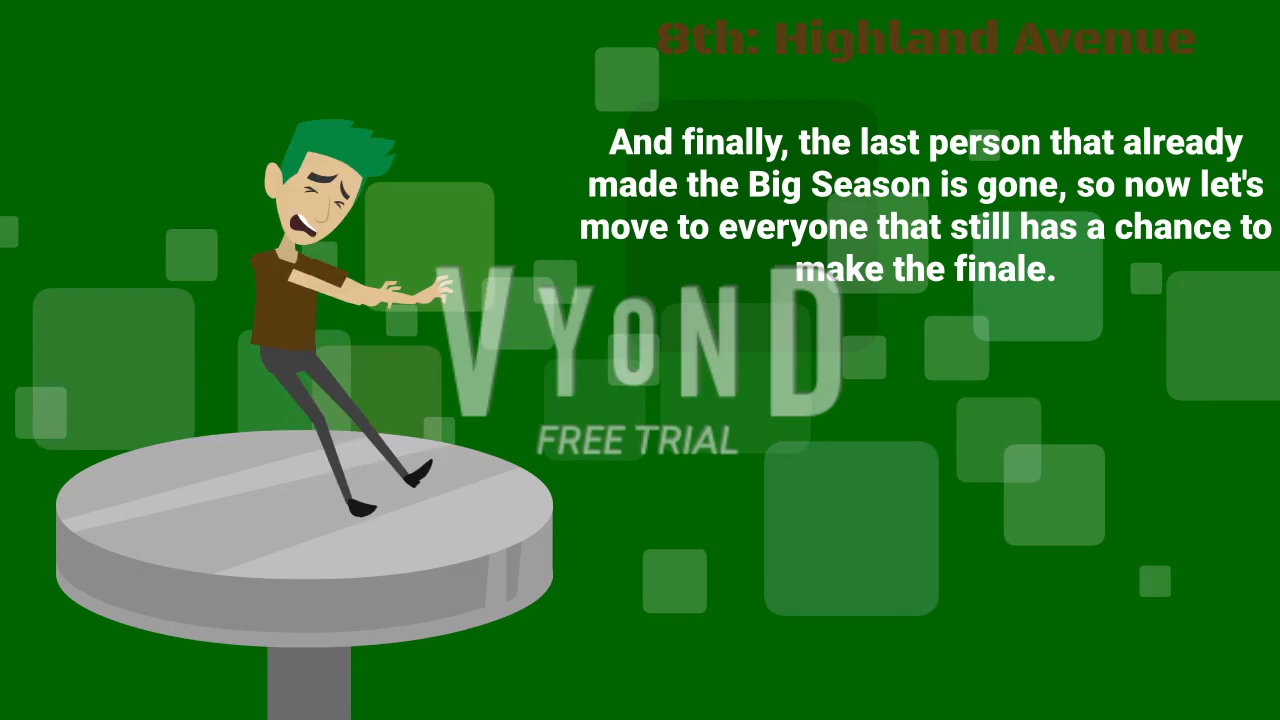 8th: Highland Avenue
And finally, the last person that already
made the Big Season is gone, so now let's
move to everyone that still has a chance to
make the finale.
VYOND
FREE TRIAL